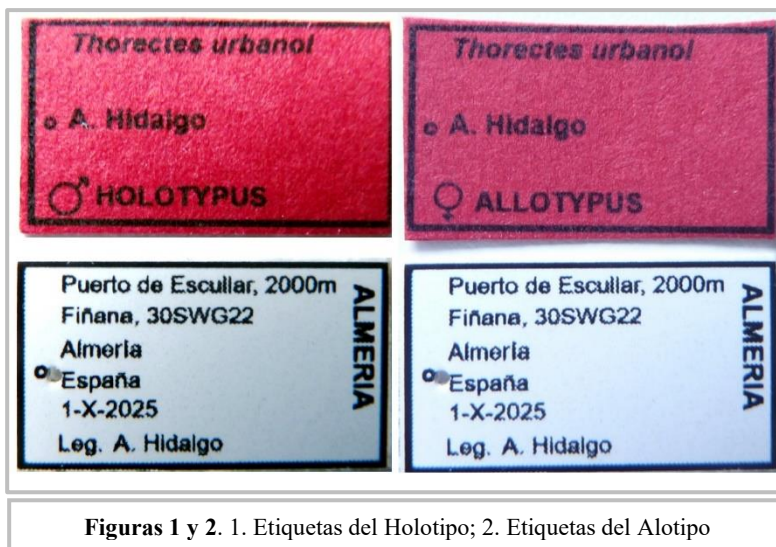 Thorectes urbanoI
A. Hidalgo
♂ HOLOTYPUS
Thorectes urbanoI
A. Hidalgo
♀ ALLOTYPUS
Puerto de Escullar, 2000m
Fiñana, 30SWG22
Almería
España
1-X-2025
Leg. A. Hidalgo
ALMERIA
Puerto de Escullar, 2000m
Fiñana, 30SWG22
Almería
España
1-X-2025
Leg. A. Hidalgo
ALMERIA
Figuras 1 y 2. 1. Etiquetas del Holotipo; 2. Etiquetas del Alotipo